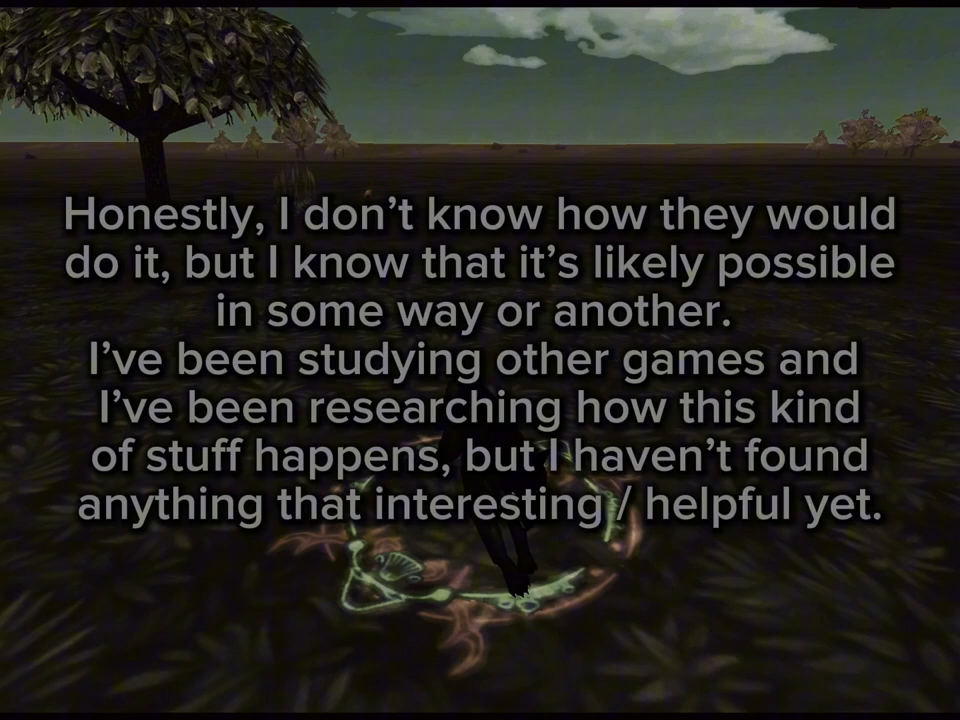 Honestly, I don’t know how they would
do it, but I know that it’s likely possible
in some way or another.
I’ve been studying other games and
I’ve been researching how this kind
of stuff happens, but I haven’t found
anything that interesting / helpful yet.